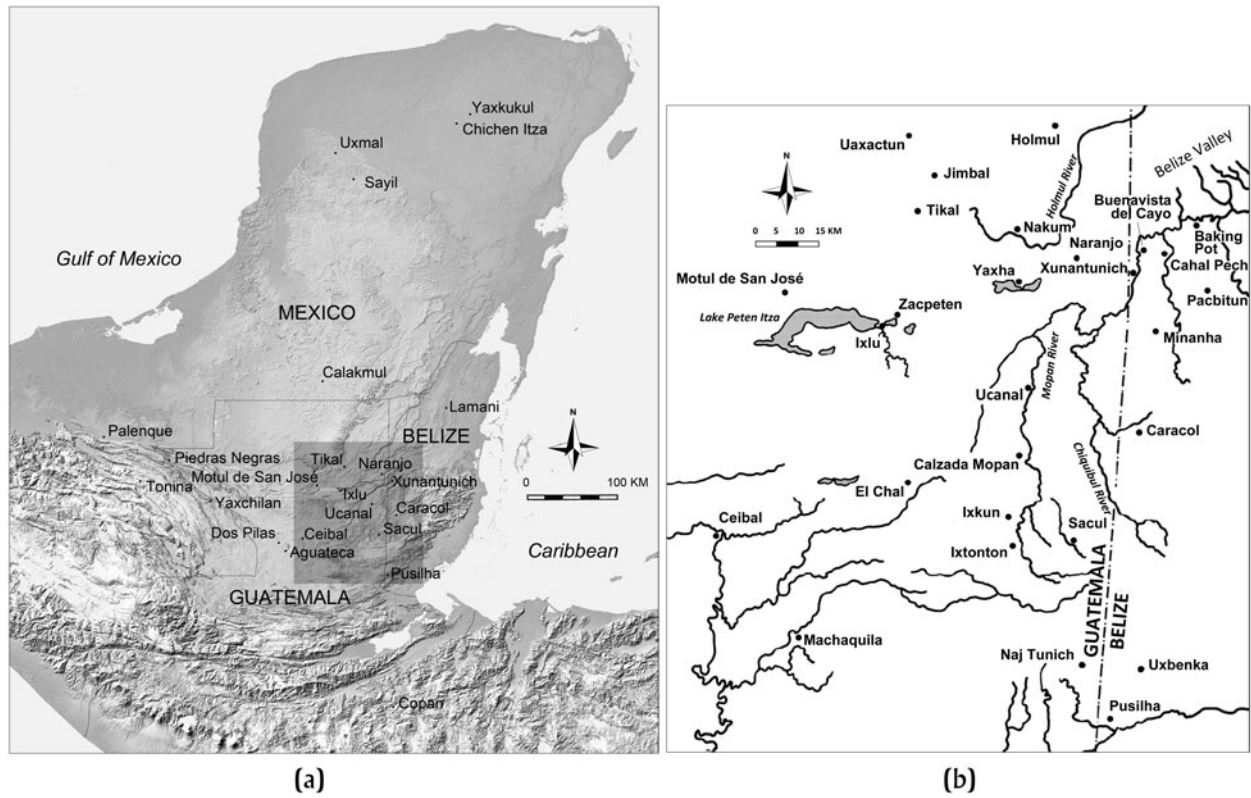 Yaxkukul
Chichen Itza
Uxmal
Sayil
Gulf of Mexico
MEXICO
Calakmul
Lamani
N
BELIZE
Palenque
Piedras Negras
Tikal
Naranjo
Motul de San José
Xunantunich
Tonina
Yaxchilan
Ixlu
Ucanal
Caracol
0 100 KM
Dos Pilas
Ceibal
Sacul
Aguateca
Caribbean
Pusilha
GUATEMALA
Copan
(a)
Holmul
Uaxactun
Belize Valley
N
Jimbal
Holmul River
Tikal
Buenavista
del Cayo
Nakum
Baking
Pot
0 5 10 15 KM
Naranjo
Xunantunich
Cahal Pech
Yaxha
Motul de San José
Pacbitun
Zacpeten
Lake Peten Itza
Ixlu
Minanha
Mopan River
Ucanal
Caracol
Calzada Mopan
Chiquibul River
El Chal
Ixkun
Ceibal
Sacul
Ixtonton
GUATEMALA
BELIZE
Machaquila
Naj Tunich
Uxbenka
Pusilha
(b)